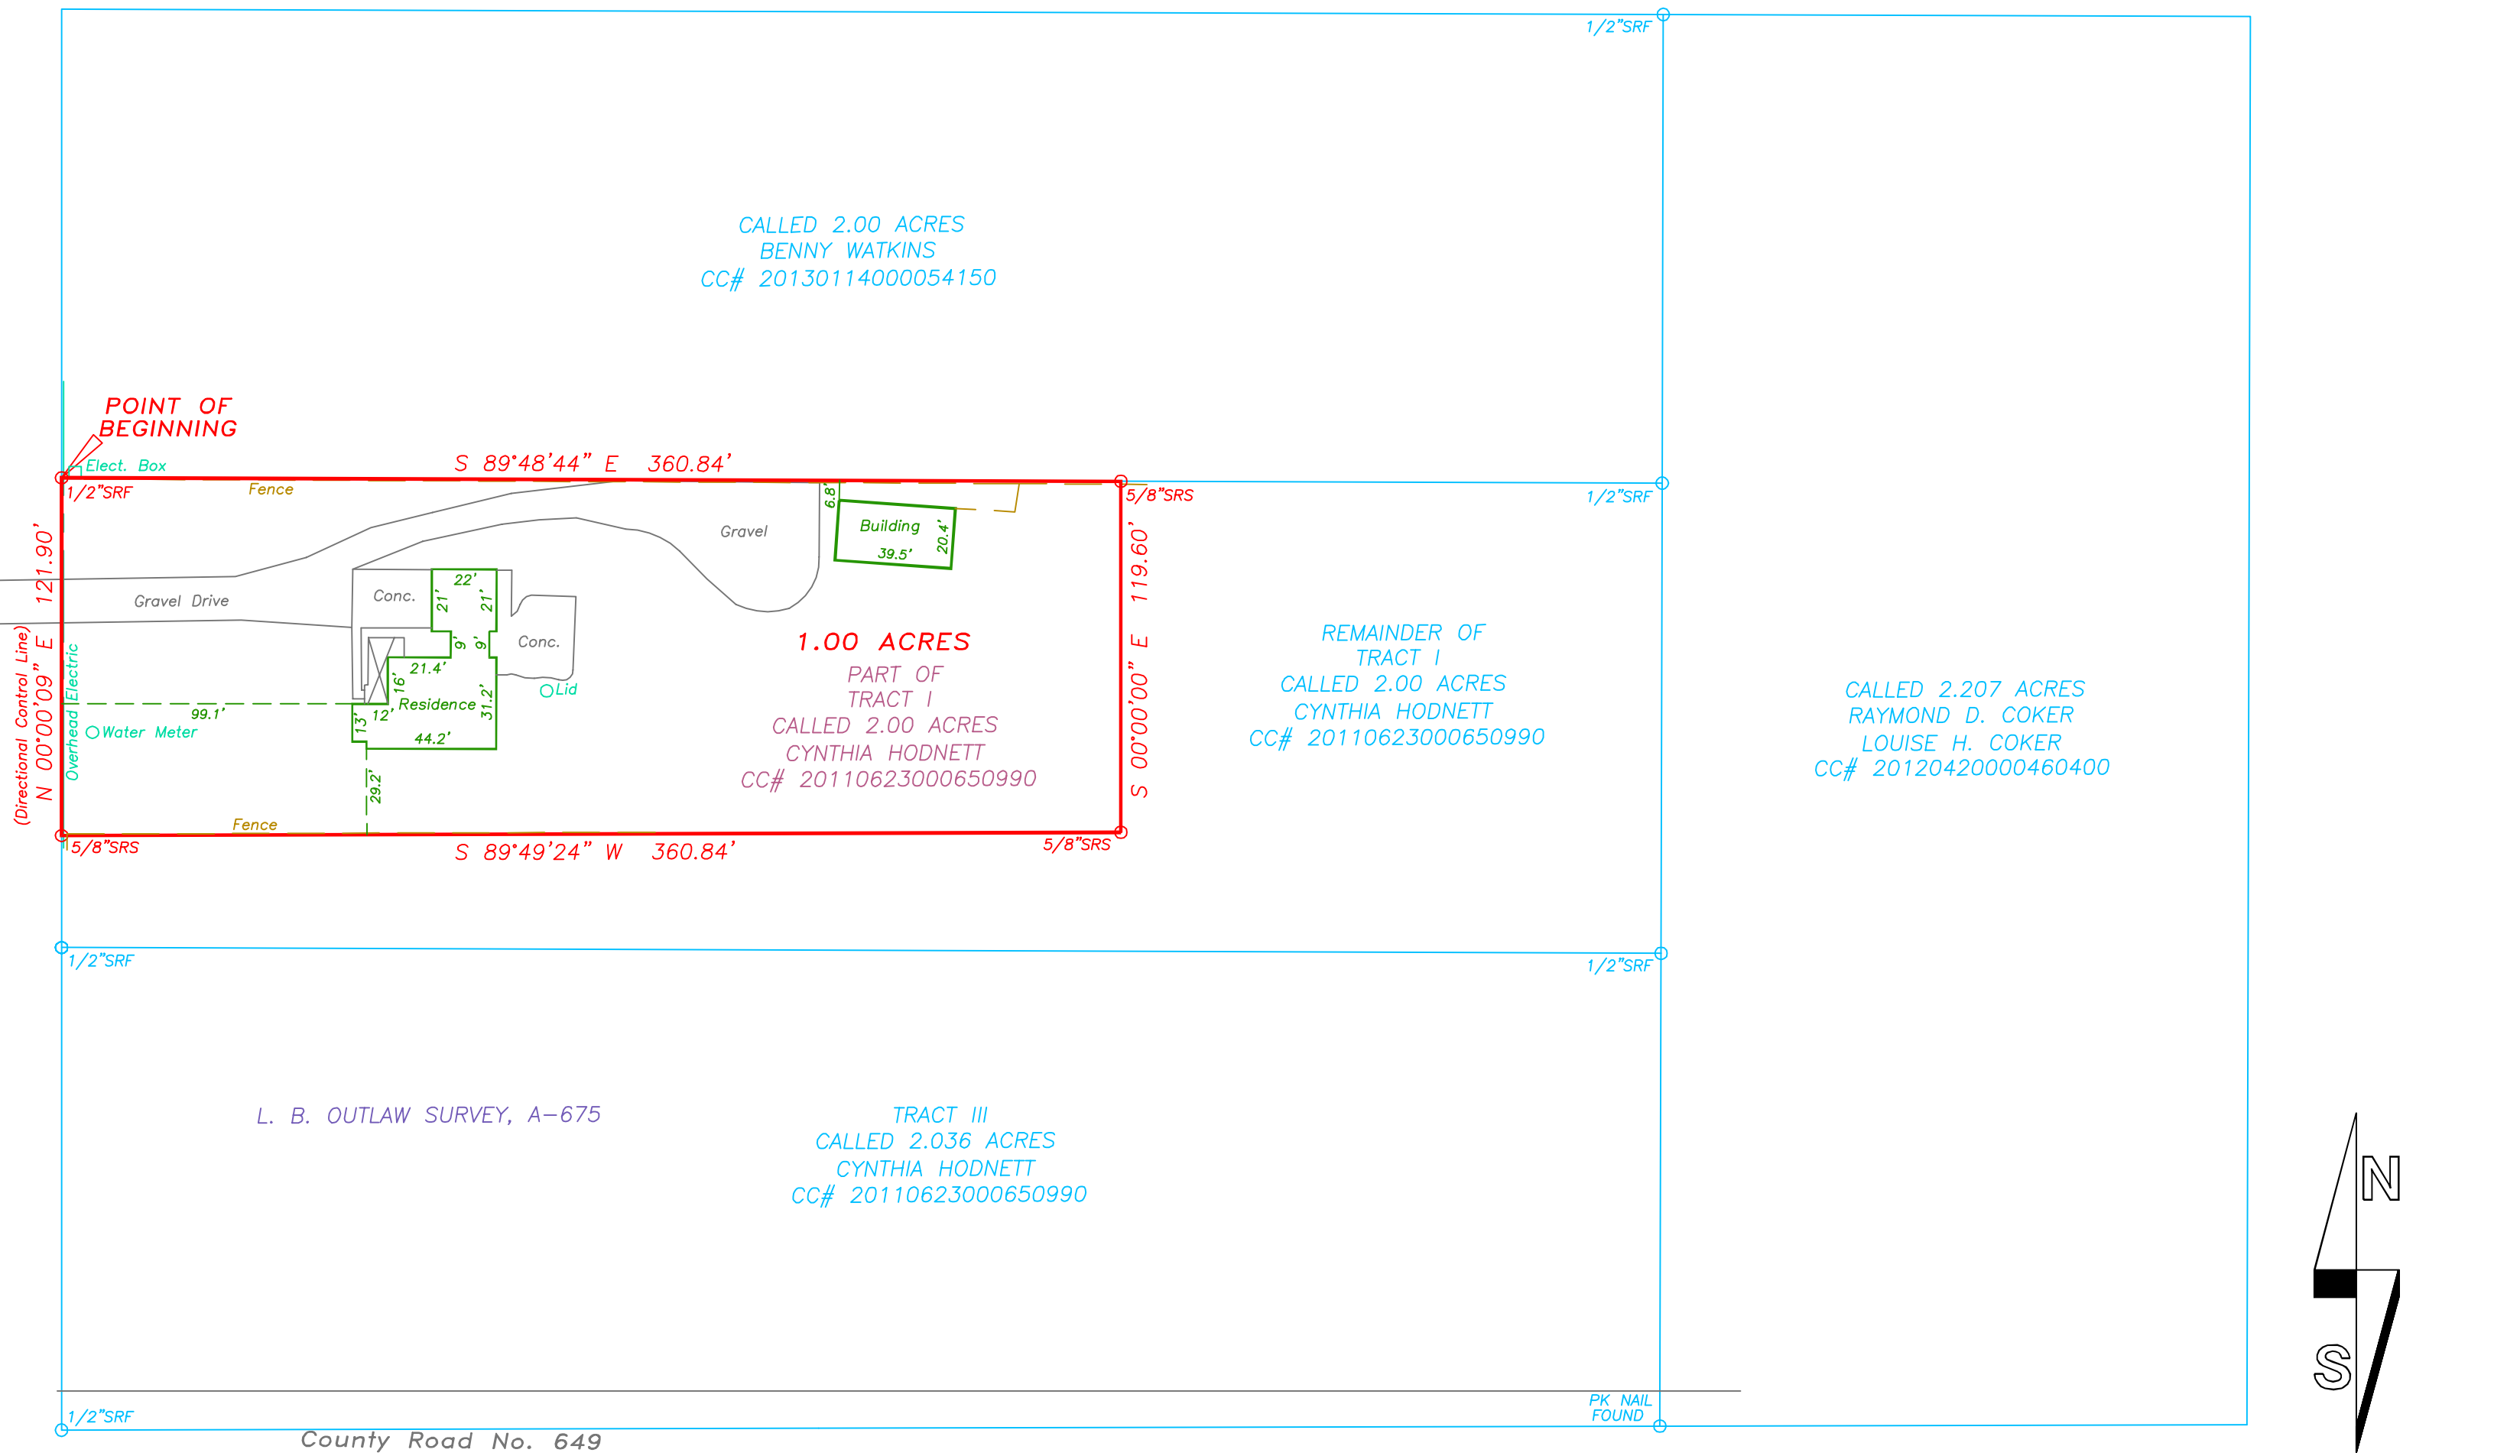 1/2"SRF
CALLED 2.00 ACRES
BENNY WATKINS
CC# 20130114000054150
POINT OF
BEGINNING
Elect. Box
1/2"SRF
Fence
S 89°48'44" E 360.84'
5/8"SRS
1/2"SRF
6.8'
Building
39.5'
20.4'
Gravel
Gravel Drive
Conc.
22'
21'
21'
9'
9'
Conc.
21.4'
16'
Residence
31.2'
12'
13'
44.2'
Lid
99.1'
Water Meter
Overhead Electric
29.2'
Fence
(Directional Control Line)
N 00°00'09" E 121.90'
1.00 ACRES
PART OF
TRACT I
CALLED 2.00 ACRES
CYNTHIA HODNETT
CC# 20110623000650990
S 00°00'00" E 119.60'
REMAINDER OF
TRACT I
CALLED 2.00 ACRES
CYNTHIA HODNETT
CC# 20110623000650990
CALLED 2.207 ACRES
RAYMOND D. COKER
LOUISE H. COKER
CC# 20120420000460400
5/8"SRS
S 89°49'24" W 360.84'
5/8"SRS
1/2"SRF
1/2"SRF
L. B. OUTLAW SURVEY, A-675
TRACT III
CALLED 2.036 ACRES
CYNTHIA HODNETT
CC# 20110623000650990
N
S
1/2"SRF
PK NAIL
FOUND
County Road No. 649